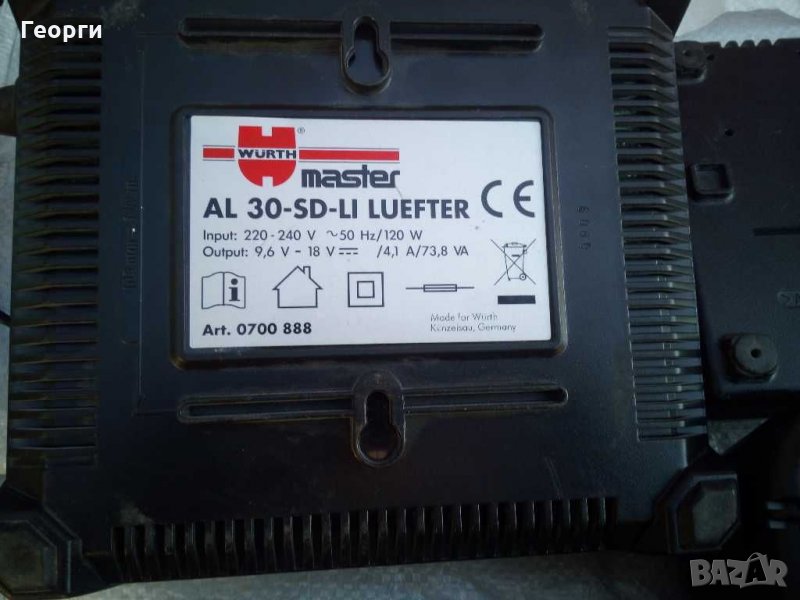 Георги
WÜRTH
®
master
AL 30-SD-LI LUEFTER
CE
Input: 220-240 V ~50 Hz/120 W
Output: 9,6 V - 18 V⎓ /4,1 A/73,8 VA
i
Art. 0700 888
Made for Würth
Künzelsau, Germany
BAZAR